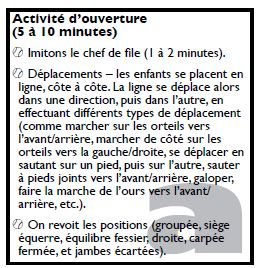 Activité d'ouverture
(5 à 10 minutes)
Imitons le chef de file (1 à 2 minutes).
Déplacements – les enfants se placent en
ligne, côte à côte. La ligne se déplace alors
dans une direction, puis dans l'autre, en
effectuant différents types de déplacement
(comme marcher sur les orteils vers
l'avant/arrière, marcher de côté sur les
orteils vers la gauche/droite, se déplacer en
sautant sur un pied, puis sur l'autre, sauter
à pieds joints vers l'avant/arrière, galoper,
faire la marche de l'ours vers l'avant/
arrière, etc.).
On revoit les positions (groupée, siège
équerre, équilibre fessier, droite, carpée
fermée, et jambes écartées).
a